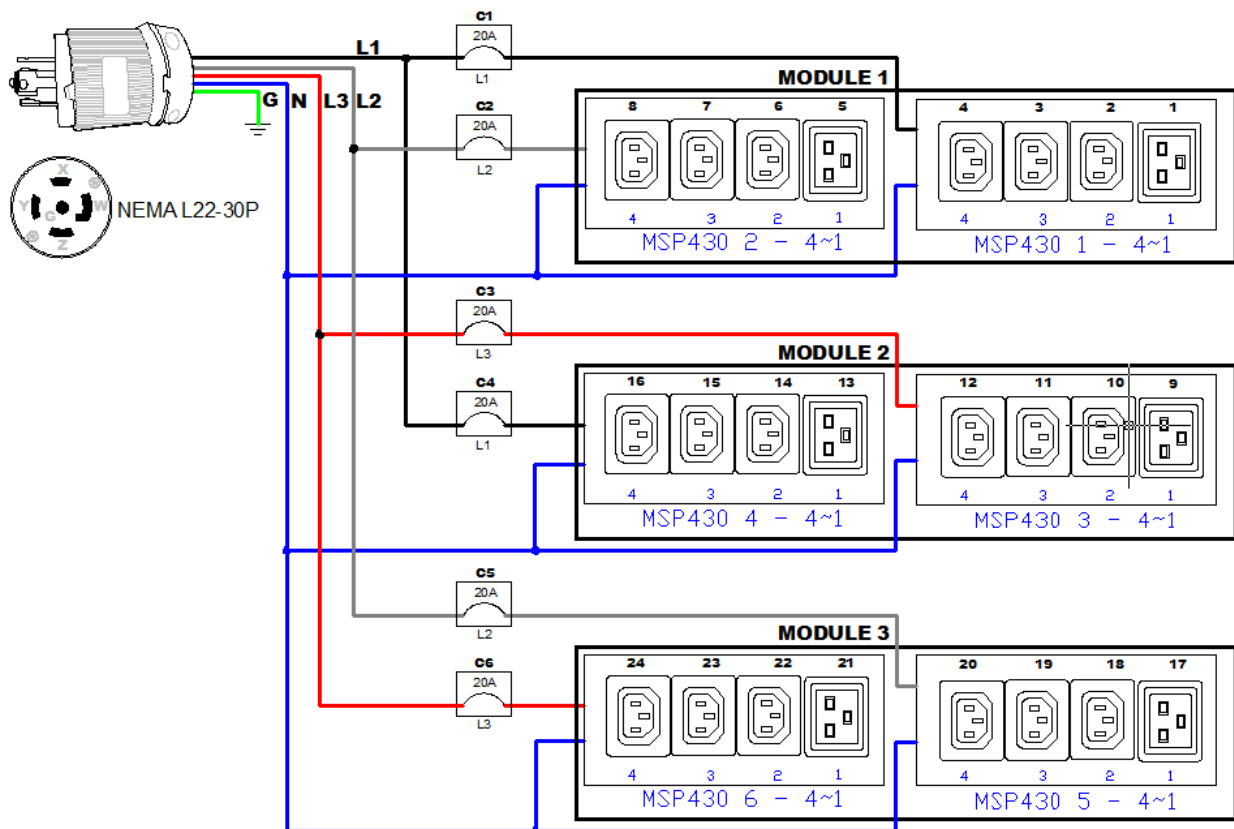 C1
20A
L1
L1
G N L3 L2
C2
20A
L2
MODULE 1
8 7 6 5
4 3 2 1
4 3 2 1
4 3 2 1
MSP430 2 - 4~1
MSP430 1 - 4~1
X
Y
W
G
Z
NEMA L22-30P
C3
20A
L3
MODULE 2
C4
20A
L1
16 15 14 13
12 11 10 9
4 3 2 1
4 3 2 1
MSP430 4 - 4~1
MSP430 3 - 4~1
C5
20A
L2
MODULE 3
C6
20A
L3
24 23 22 21
20 19 18 17
4 3 2 1
4 3 2 1
MSP430 6 - 4~1
MSP430 5 - 4~1